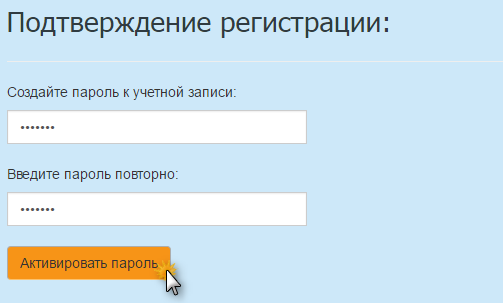 Подтверждение регистрации:
Создайте пароль к учетной записи:
•••••••
Введите пароль повторно:
•••••••
Активировать пароль